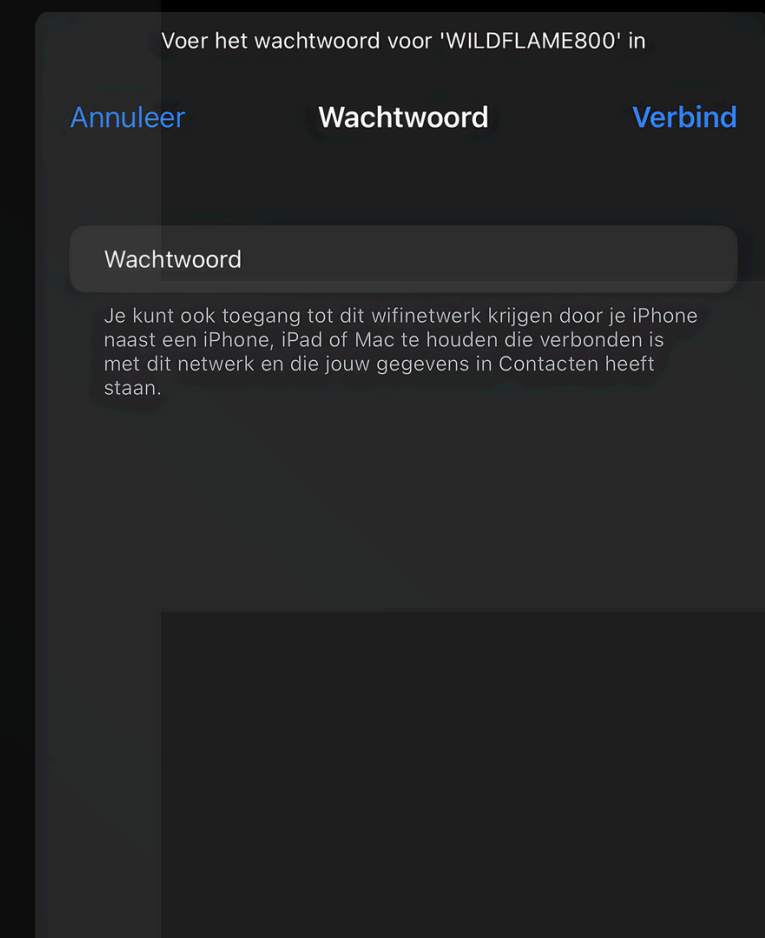 Voer het wachtwoord voor 'WILDFLAME800' in
Annuleer Wachtwoord Verbind
Wachtwoord
Je kunt ook toegang tot dit wifinetwerk krijgen door je iPhone
naast een iPhone, iPad of Mac te houden die verbonden is
met dit netwerk en die jouw gegevens in Contacten heeft
staan.